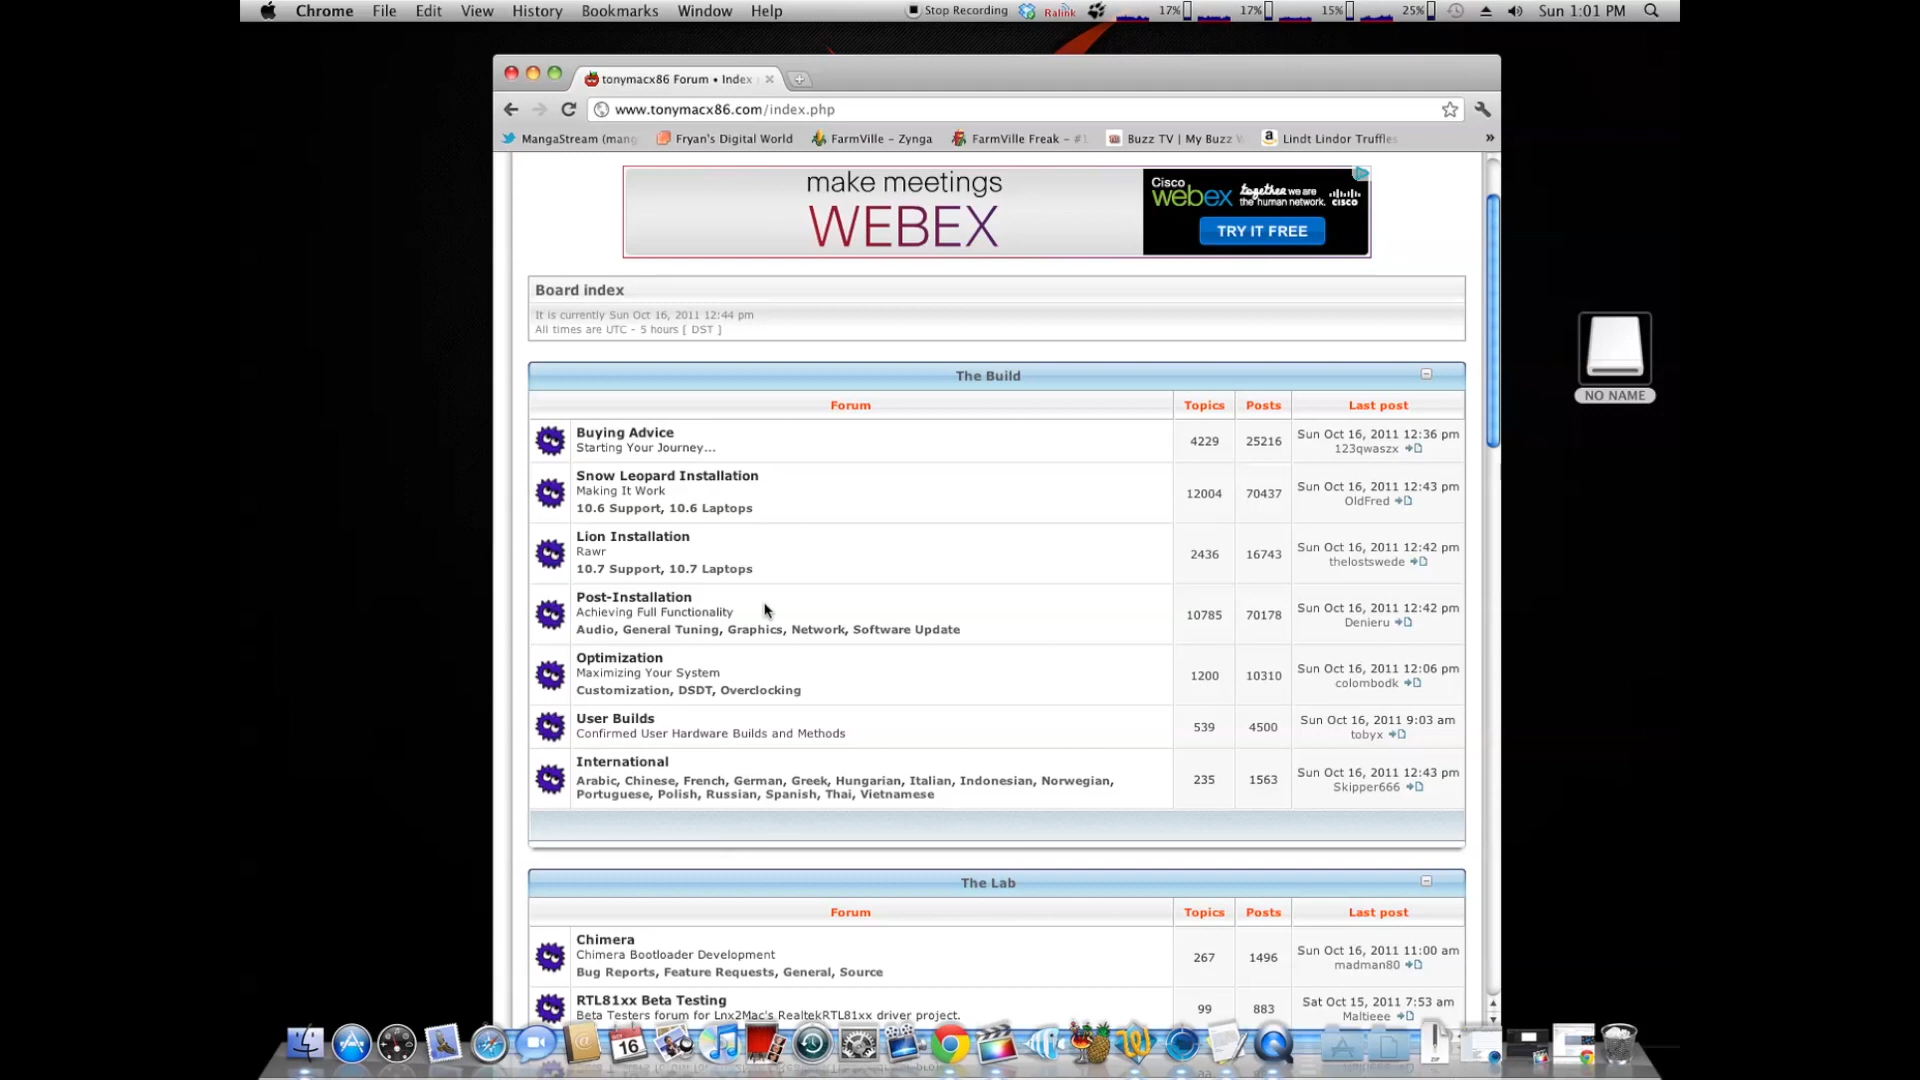 Chrome File Edit View History Bookmarks Window Help Stop Recording Ralink 17% 17% 15% 25% Sun 1:01 PM
tonymacx86 Forum • Index
www.tonymacx86.com/index.php
MangaStream (mang Fryan's Digital World FarmVille - Zynga FarmVille Freak - #1 Buzz TV | My Buzz Lindt Lindor Truffles »
make meetings
WEBEX
Cisco
webex together we are
the human network. cisco
TRY IT FREE
Board index
It is currently Sun Oct 16, 2011 12:44 pm
All times are UTC - 5 hours [ DST ]
NO NAME
The Build
Forum Topics Posts Last post
Buying Advice
Starting Your Journey...
4229 25216 Sun Oct 16, 2011 12:36 pm
123qwaszx
Snow Leopard Installation
Making It Work
10.6 Support, 10.6 Laptops
12004 70437 Sun Oct 16, 2011 12:43 pm
OldFred
Lion Installation
Rawr
10.7 Support, 10.7 Laptops
2436 16743 Sun Oct 16, 2011 12:42 pm
thelostswede
Post-Installation
Achieving Full Functionality
Audio, General Tuning, Graphics, Network, Software Update
10785 70178 Sun Oct 16, 2011 12:42 pm
Denieru
Optimization
Maximizing Your System
Customization, DSDT, Overclocking
1200 10310 Sun Oct 16, 2011 12:06 pm
colombodk
User Builds
Confirmed User Hardware Builds and Methods
539 4500 Sun Oct 16, 2011 9:03 am
tobyx
International
Arabic, Chinese, French, German, Greek, Hungarian, Italian, Indonesian, Norwegian,
Portuguese, Polish, Russian, Spanish, Thai, Vietnamese
235 1563 Sun Oct 16, 2011 12:43 pm
Skipper666
The Lab
Forum Topics Posts Last post
Chimera
Chimera Bootloader Development
Bug Reports, Feature Requests, General, Source
267 1496 Sun Oct 16, 2011 11:00 am
madman80
RTL81xx Beta Testing
Beta Testers forum for Lnx2Mac's RealtekRTL81xx driver project.
99 883 Sat Oct 15, 2011 7:53 am
Maltieee
16
ZIP